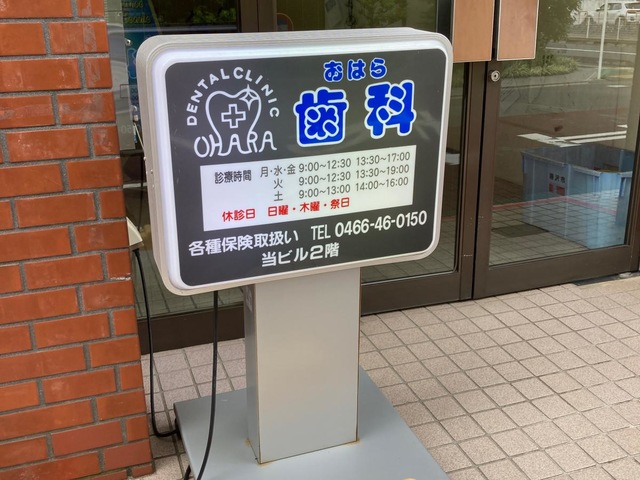 DENTAL CLINIC
OHARA
おはら
歯科
診療時間 月・水・金 9:00~12:30 13:30~17:00
火 9:00~12:30 13:30~19:00
土 9:00~13:00 14:00~16:00
休診日 日曜・木曜・祭日
各種保険取扱い TEL 0466-46-0150
当ビル2階